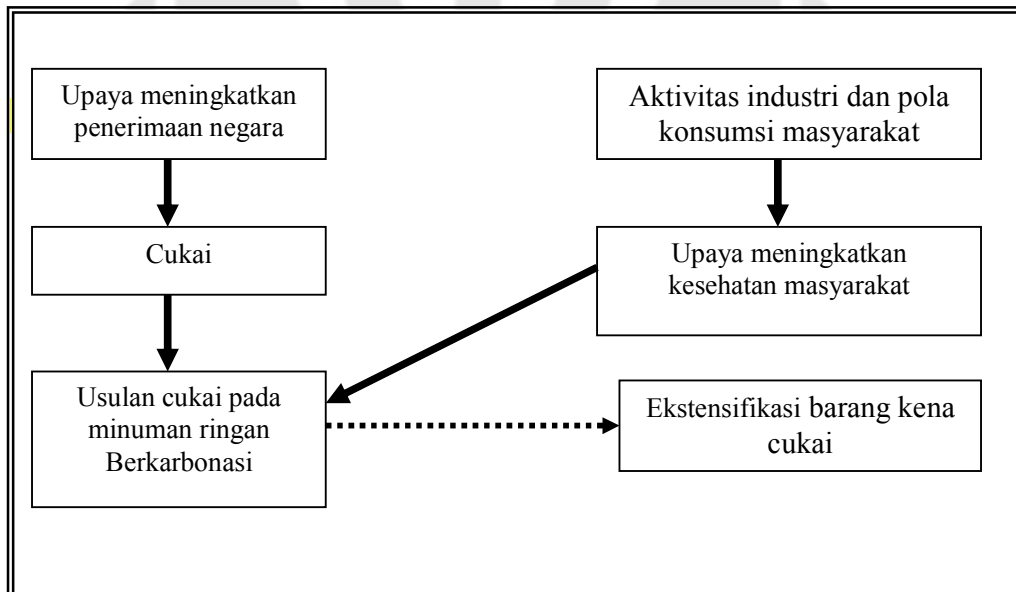 Upaya meningkatkan
penerimaan negara
Aktivitas industri dan pola
konsumsi masyarakat
Cukai
Upaya meningkatkan
kesehatan masyarakat
Usulan cukai pada
minuman ringan
Berkarbonasi
Ekstensifikasi barang kena
cukai